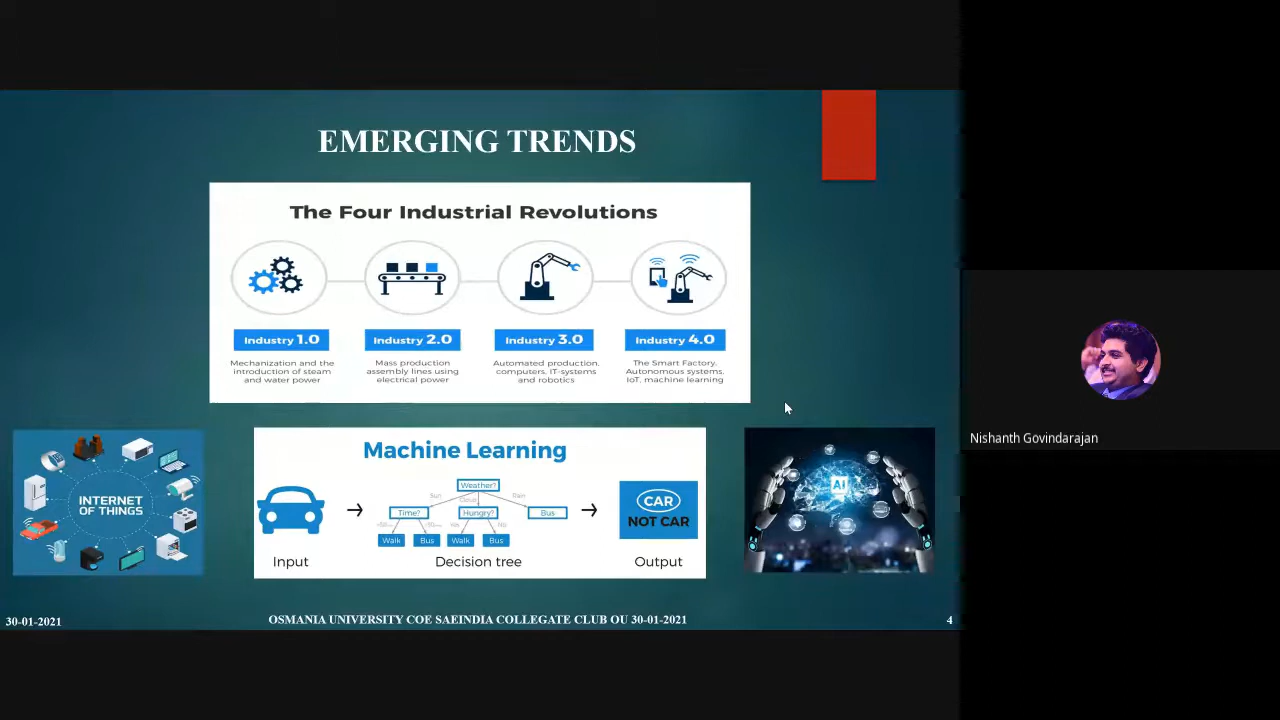 EMERGING TRENDS
The Four Industrial Revolutions
Industry 1.0
Industry 2.0
Industry 3.0
Industry 4.0
Mechanization and the
introduction of steam
and water power
Mass production
assembly lines using
electrical power
Automated production,
computers, IT-systems
and robotics
The Smart Factory.
Autonomous systems,
IoT, machine learning
Nishanth Govindarajan
INTERNET
OF THINGS
Machine Learning
Weather?
Sun
Cloud
Rain
Time?
Hungry?
Bus
Walk
Bus
Walk
Bus
Input
Decision tree
CAR
NOT CAR
Output
AI
30-01-2021
OSMANIA UNIVERSITY COE SAEINDIA COLLEGATE CLUB OU 30-01-2021
4